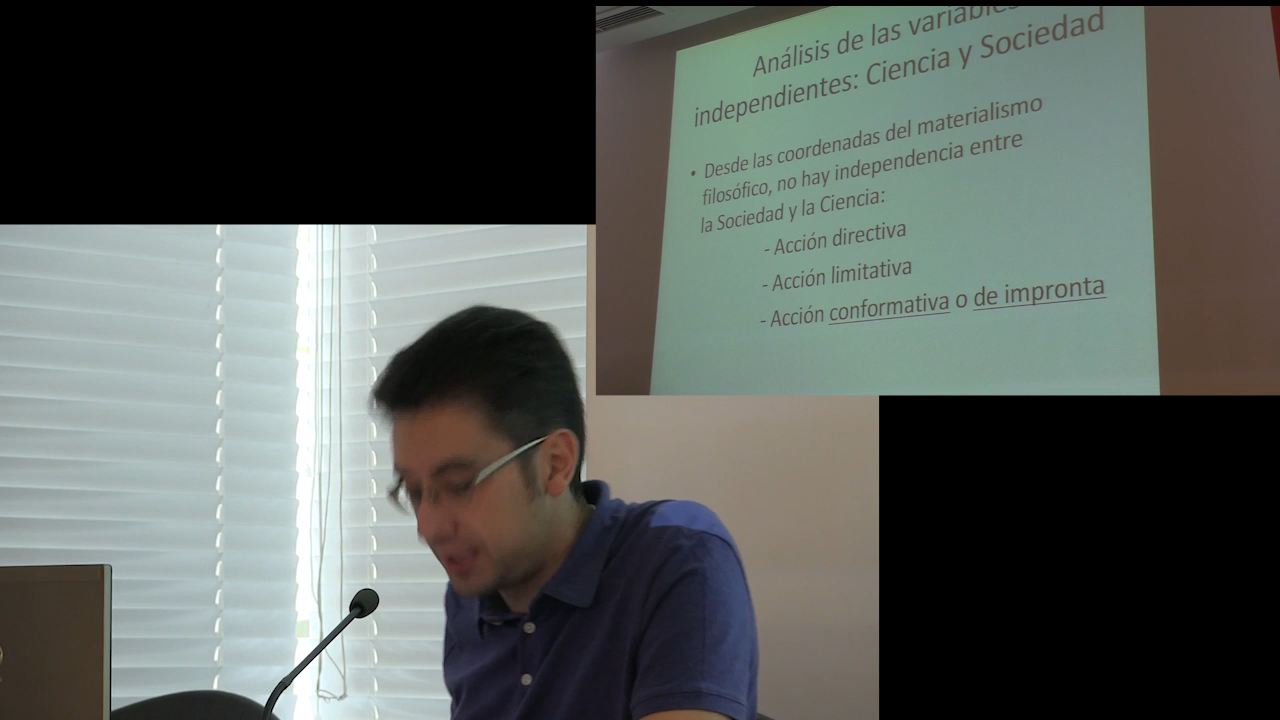 Análisis de las variables
independientes: Ciencia y Sociedad
• Desde las coordenadas del materialismo
filosófico, no hay independencia entre
la Sociedad y la Ciencia:
- Acción directiva
- Acción limitativa
- Acción conformativa o de impronta